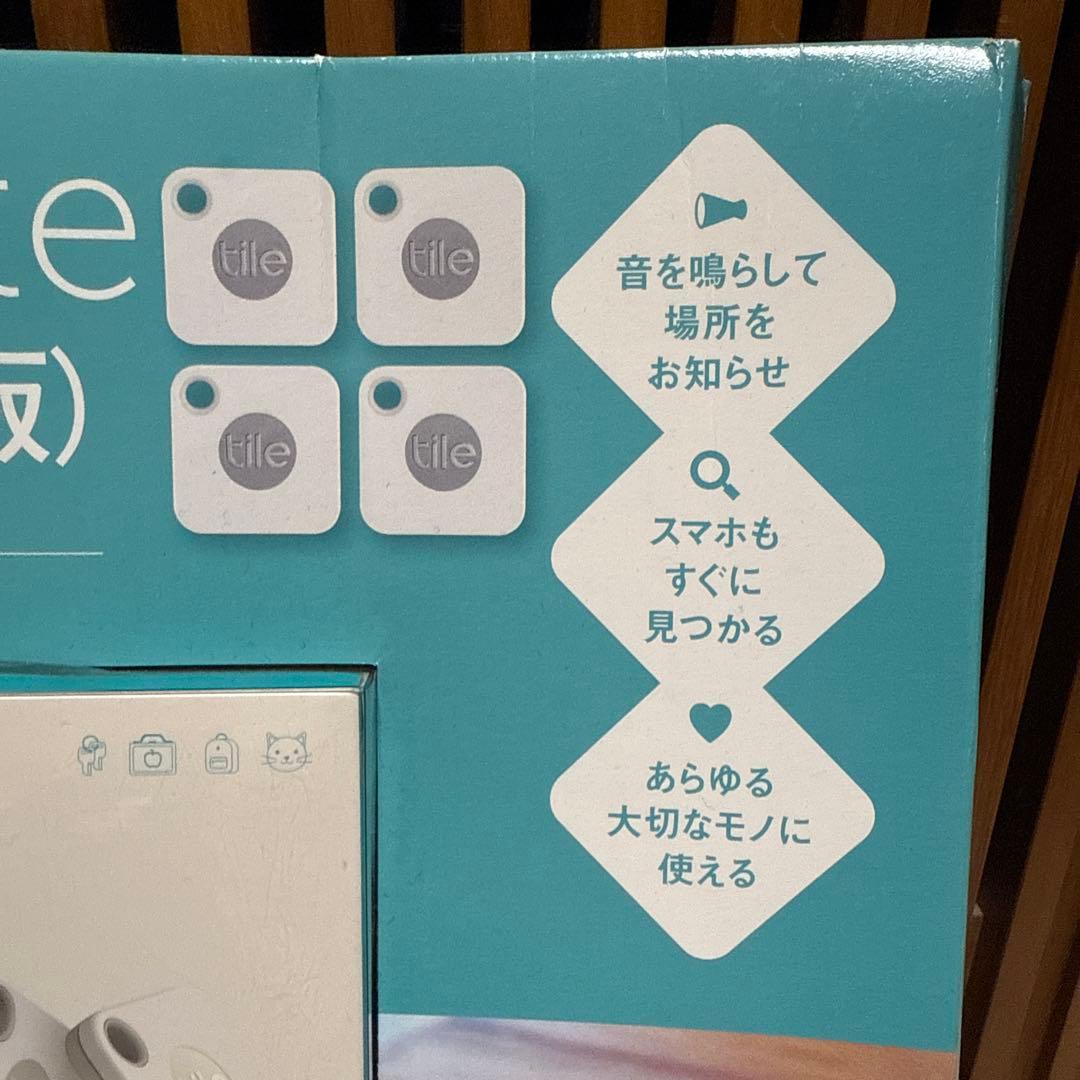 te
版)
tile
tile
tile
tile
音を鳴らして
場所を
お知らせ
スマホも
すぐに
見つかる
あらゆる
大切なモノに
使える